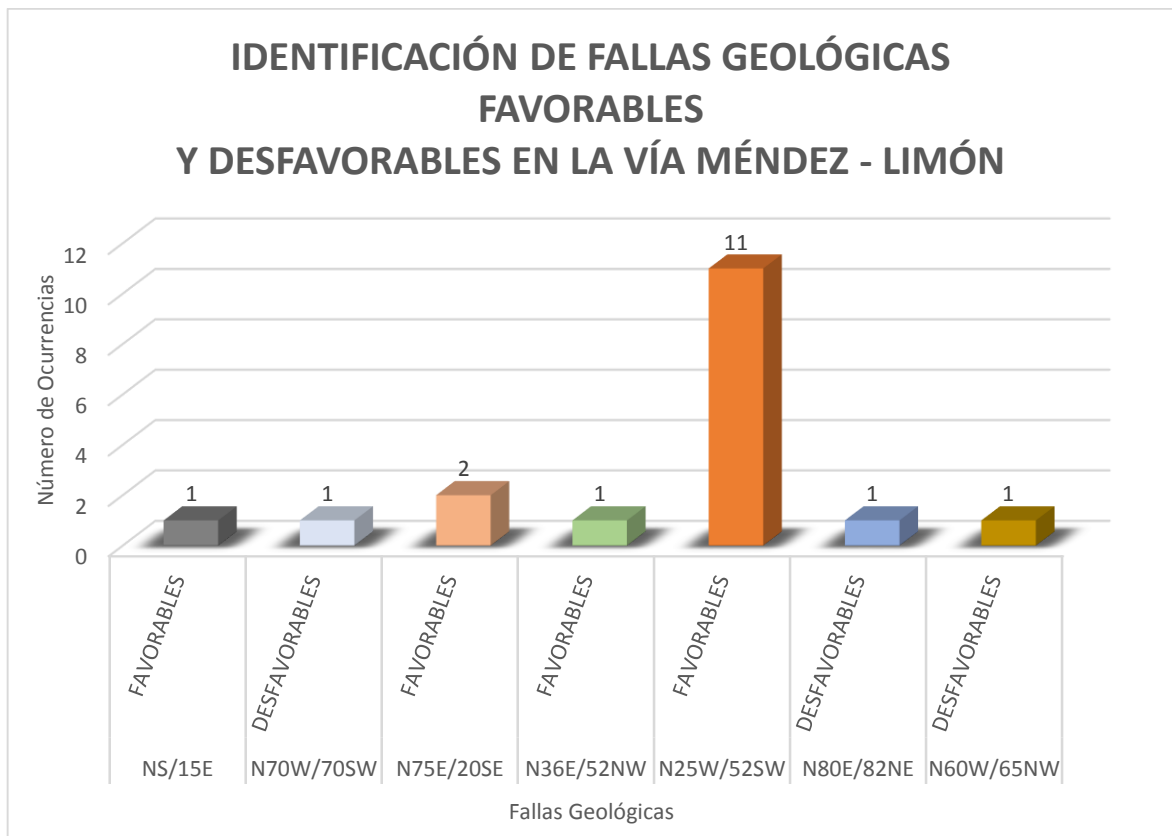 IDENTIFICACIÓN DE FALLAS GEOLÓGICAS
FAVORABLES
Y DESFAVORABLES EN LA VÍA MÉNDEZ - LIMÓN
Número de Ocurrencias
12
10
8
6
4
2
0
1
1
2
1
11
1
1
FAVORABLES
DESFAVORABLES
FAVORABLES
FAVORABLES
FAVORABLES
DESFAVORABLES
DESFAVORABLES
NS/15E N70W/70SW N75E/20SE N36E/52NW N25W/52SW N80E/82NE N60W/65NW
Fallas Geológicas